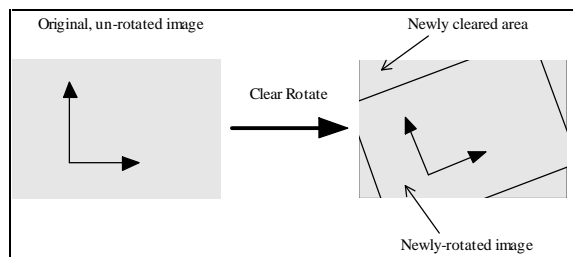 Original, un-rotated image
Newly cleared area
Clear Rotate
Newly-rotated image